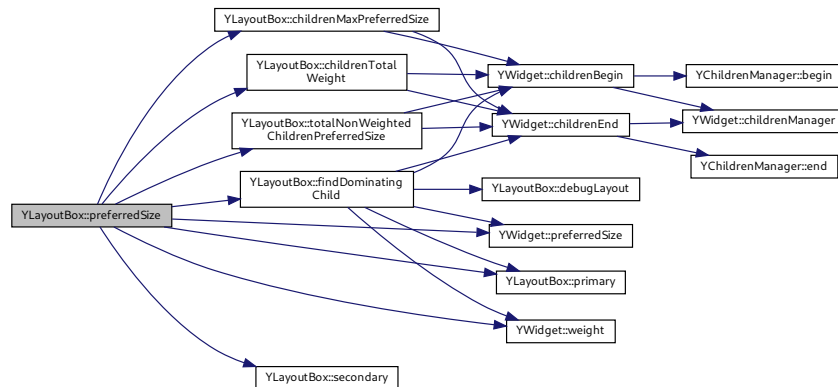 YLayoutBox::childrenMaxPreferredSize
YLayoutBox::childrenTotal
Weight
YWidget::childrenBegin
YChildrenManager::begin
YLayoutBox::totalNonWeighted
ChildrenPreferredSize
YWidget::childrenEnd
YWidget::childrenManager
YChildrenManager::end
YLayoutBox::findDominating
Child
YLayoutBox::debugLayout
YLayoutBox::preferredSize
YWidget::preferredSize
YLayoutBox::primary
YWidget::weight
YLayoutBox::secondary